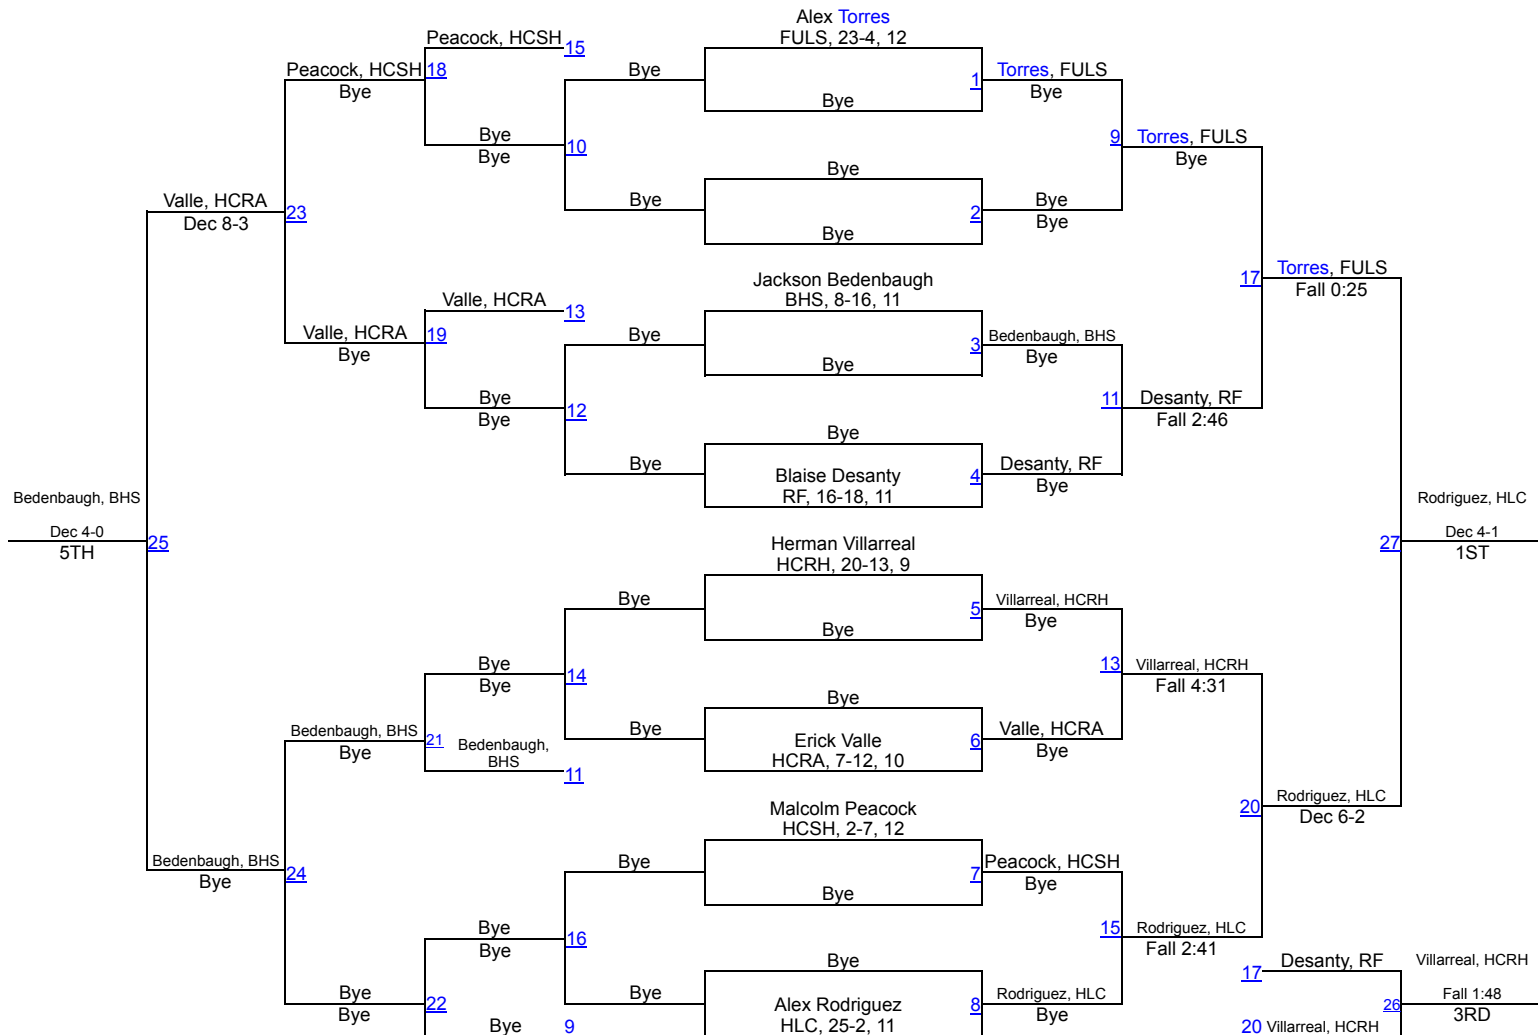 Alex Torres
FULS, 23-4, 12
Peacock, HCSH
15
Peacock, HCSH
18
Bye
Bye
1
Torres, FULS
Bye
Bye
Bye
Bye
10
9
Torres, FULS
Bye
Bye
Bye
Valle, HCRA
23
Dec 8-3
Bye
2
Bye
Bye
Bye
Jackson Bedenbaugh
BHS, 8-16, 11
17
Torres, FULS
Fall 0:25
Valle, HCRA
13
Valle, HCRA
19
Bye
Bye
3
Bedenbaugh, BHS
Bye
Bye
Bye
Bye
12
11
Desanty, RF
Fall 2:46
Bye
Bye
Blaise Desanty
RF, 16-18, 11
4
Desanty, RF
Bye
Bedenbaugh, BHS
Dec 4-0
5TH
25
Rodriguez, HLC
27
Dec 4-1
1ST
Herman Villarreal
HCRH, 20-13, 9
Bye
5
Villarreal, HCRH
Bye
Bye
Bye
Bye
14
13
Villarreal, HCRH
Fall 4:31
Bye
Bedenbaugh, BHS
21
Bye
Bedenbaugh,
BHS
11
Bye
Erick Valle
HCRA, 7-12, 10
6
Valle, HCRA
Bye
20
Rodriguez, HLC
Dec 6-2
Malcolm Peacock
HCSH, 2-7, 12
Bedenbaugh, BHS
24
Bye
Bye
7
Peacock, HCSH
Bye
Bye
Bye
Bye
16
15
Rodriguez, HLC
Fall 2:41
Bye
17
Desanty, RF
Villarreal, HCRH
Bye
22
Bye
Bye
Alex Rodriguez
HLC, 25-2, 11
8
Rodriguez, HLC
Bye
26
Fall 1:48
3RD
Bye
9
20
Villarreal, HCRH